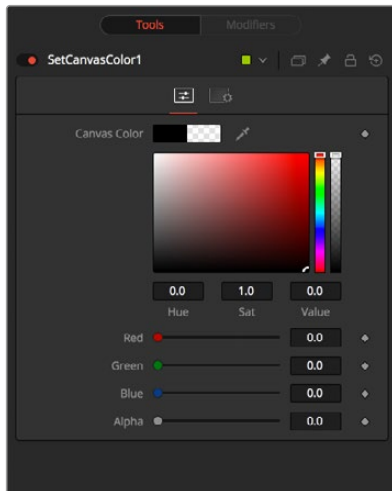 Tools Modifiers
SetCanvasColor1
Canvas Color
0.0 1.0 0.0
Hue Sat Value
Red 0.0
Green 0.0
Blue 0.0
Alpha 0.0